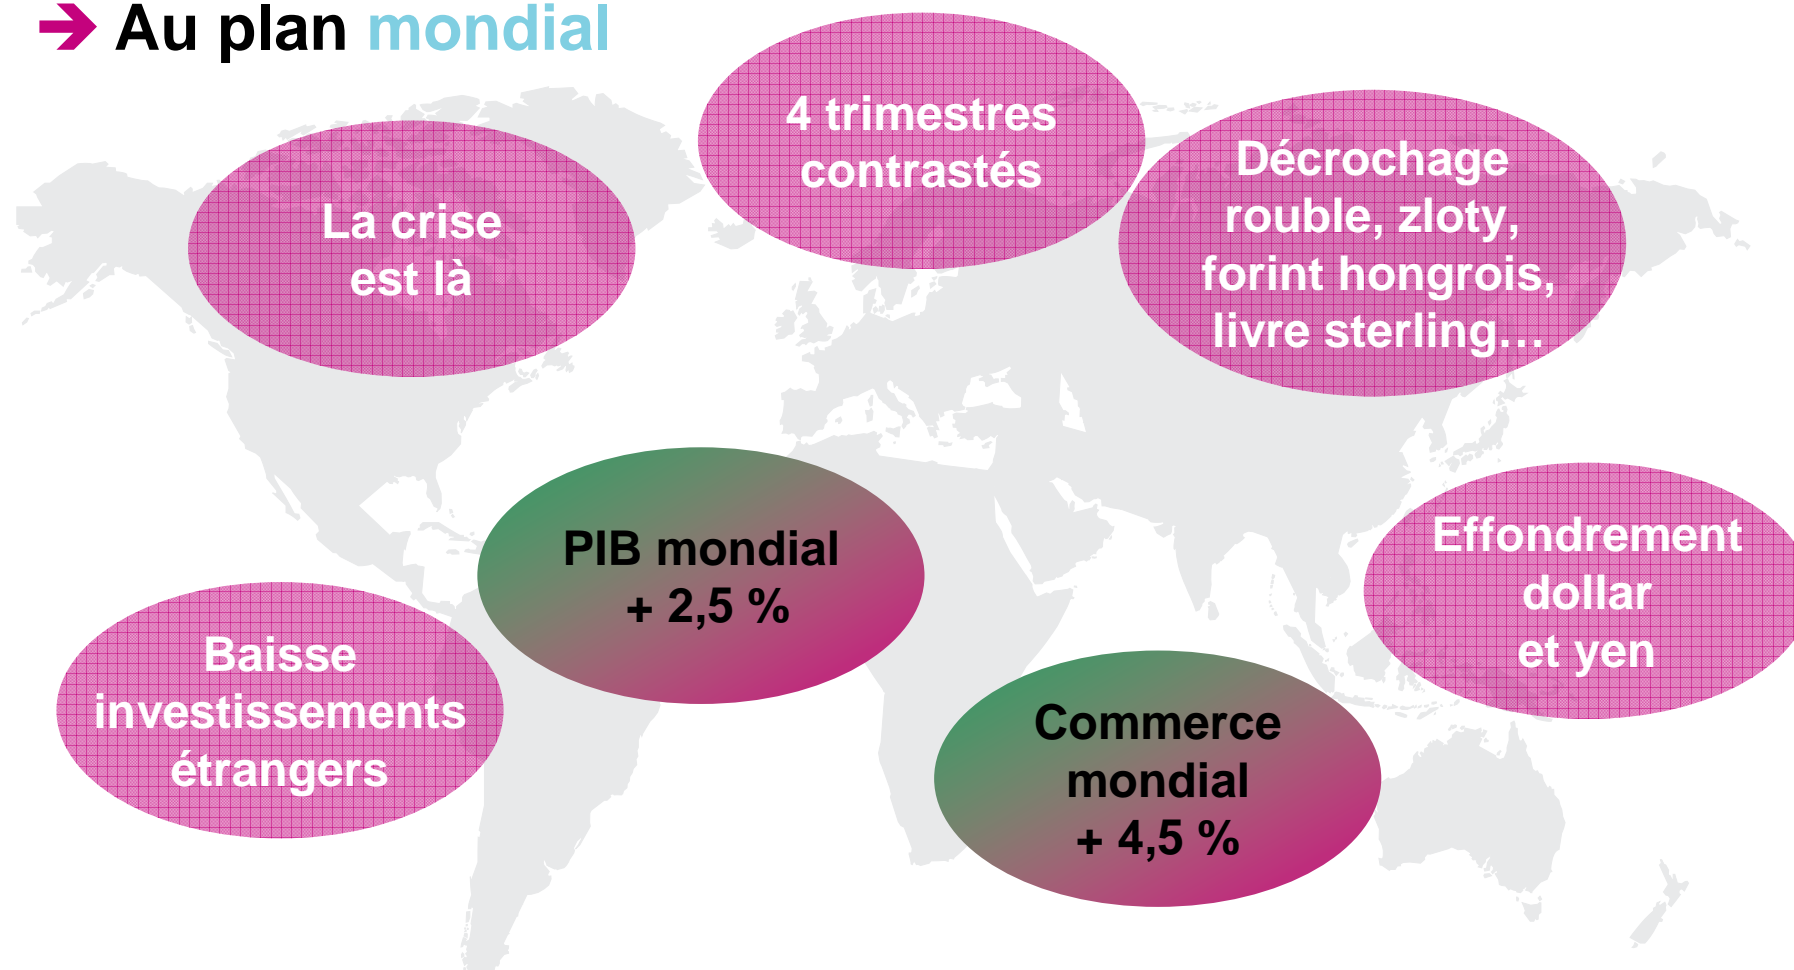 Au plan mondial
4 trimestres
contrastés
La crise
est là
Décrochage
rouble, zloty,
forint hongrois,
livre sterling…
PIB mondial
+ 2,5 %
Effondrement
dollar
et yen
Baisse
investissements
étrangers
Commerce
mondial
+ 4,5 %